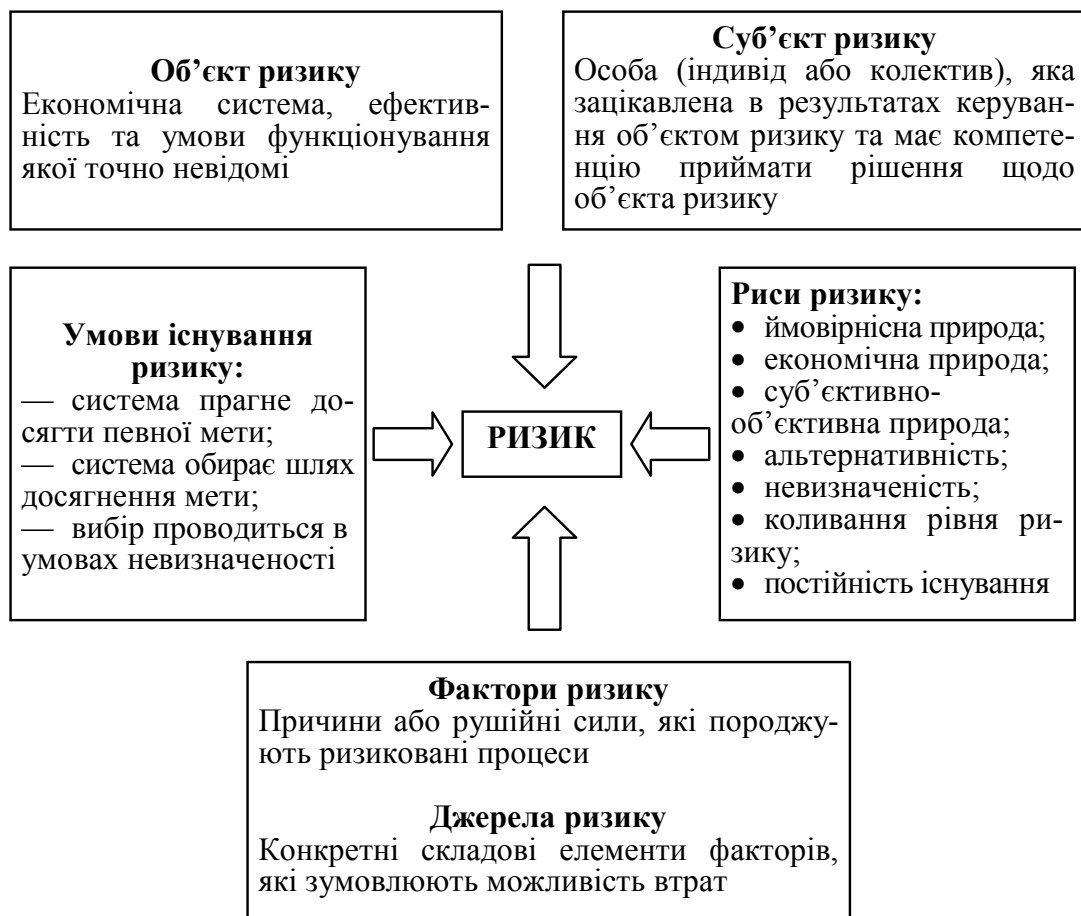 Об’єкт ризику
Економічна система, ефектив-
ність та умови функціонування
якої точно невідомі
Суб’єкт ризику
Особа (індивід або колектив), яка
зацікавлена в результатах керуван-
ня об’єктом ризику та має компете-
нцію приймати рішення щодо
об’єкта ризику
Умови існування
ризику:
— система прагне до-
сягти певної мети;
— система обирає шлях
досягнення мети;
— вибір проводиться в
умовах невизначеності
РИЗИК
Риси ризику:
• ймовірнісна природа;
• економічна природа;
• суб’єктивно-
об’єктивна природа;
• альтернативність;
• невизначеність;
• коливання рівня ри-
зику;
• постійність існування
Фактори ризику
Причини або рушійні сили, які породжу-
ють ризиковані процеси
Джерела ризику
Конкретні складові елементи факторів,
які зумовлюють можливість втрат